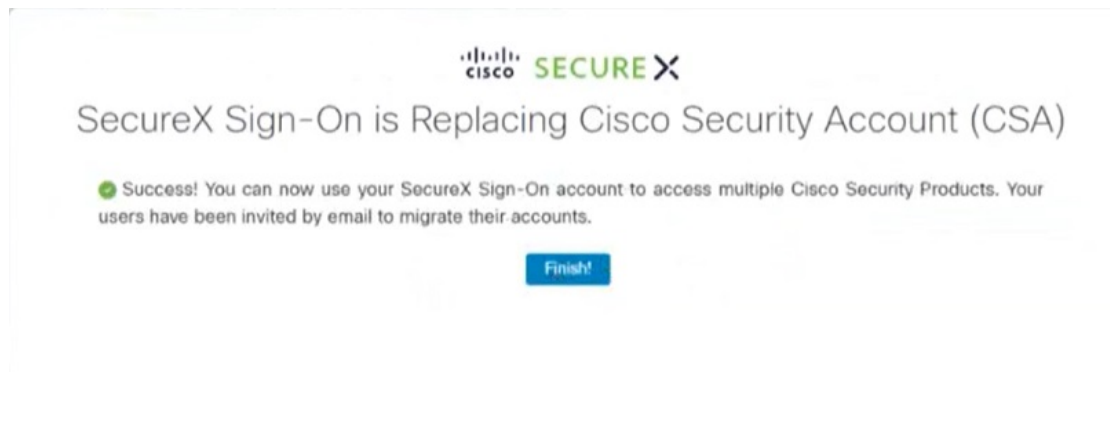 CISCO SECUREX
SecureX Sign-On is Replacing Cisco Security Account (CSA)
Success! You can now use your SecureX Sign-On account to access multiple Cisco Security Products. Your
users have been invited by email to migrate their accounts.
Finish!